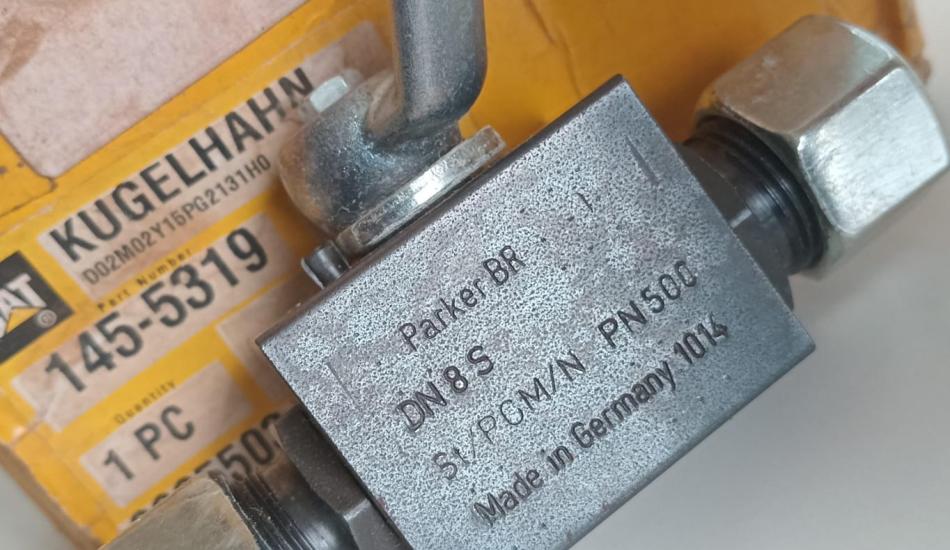 KUGELHAHN
D02M02Y15PG2131H0
Part Number
145-5319
Quantity
1 PC
Parker BR
DN 8 S
St/POM/N PN 500
Made in Germany 1014